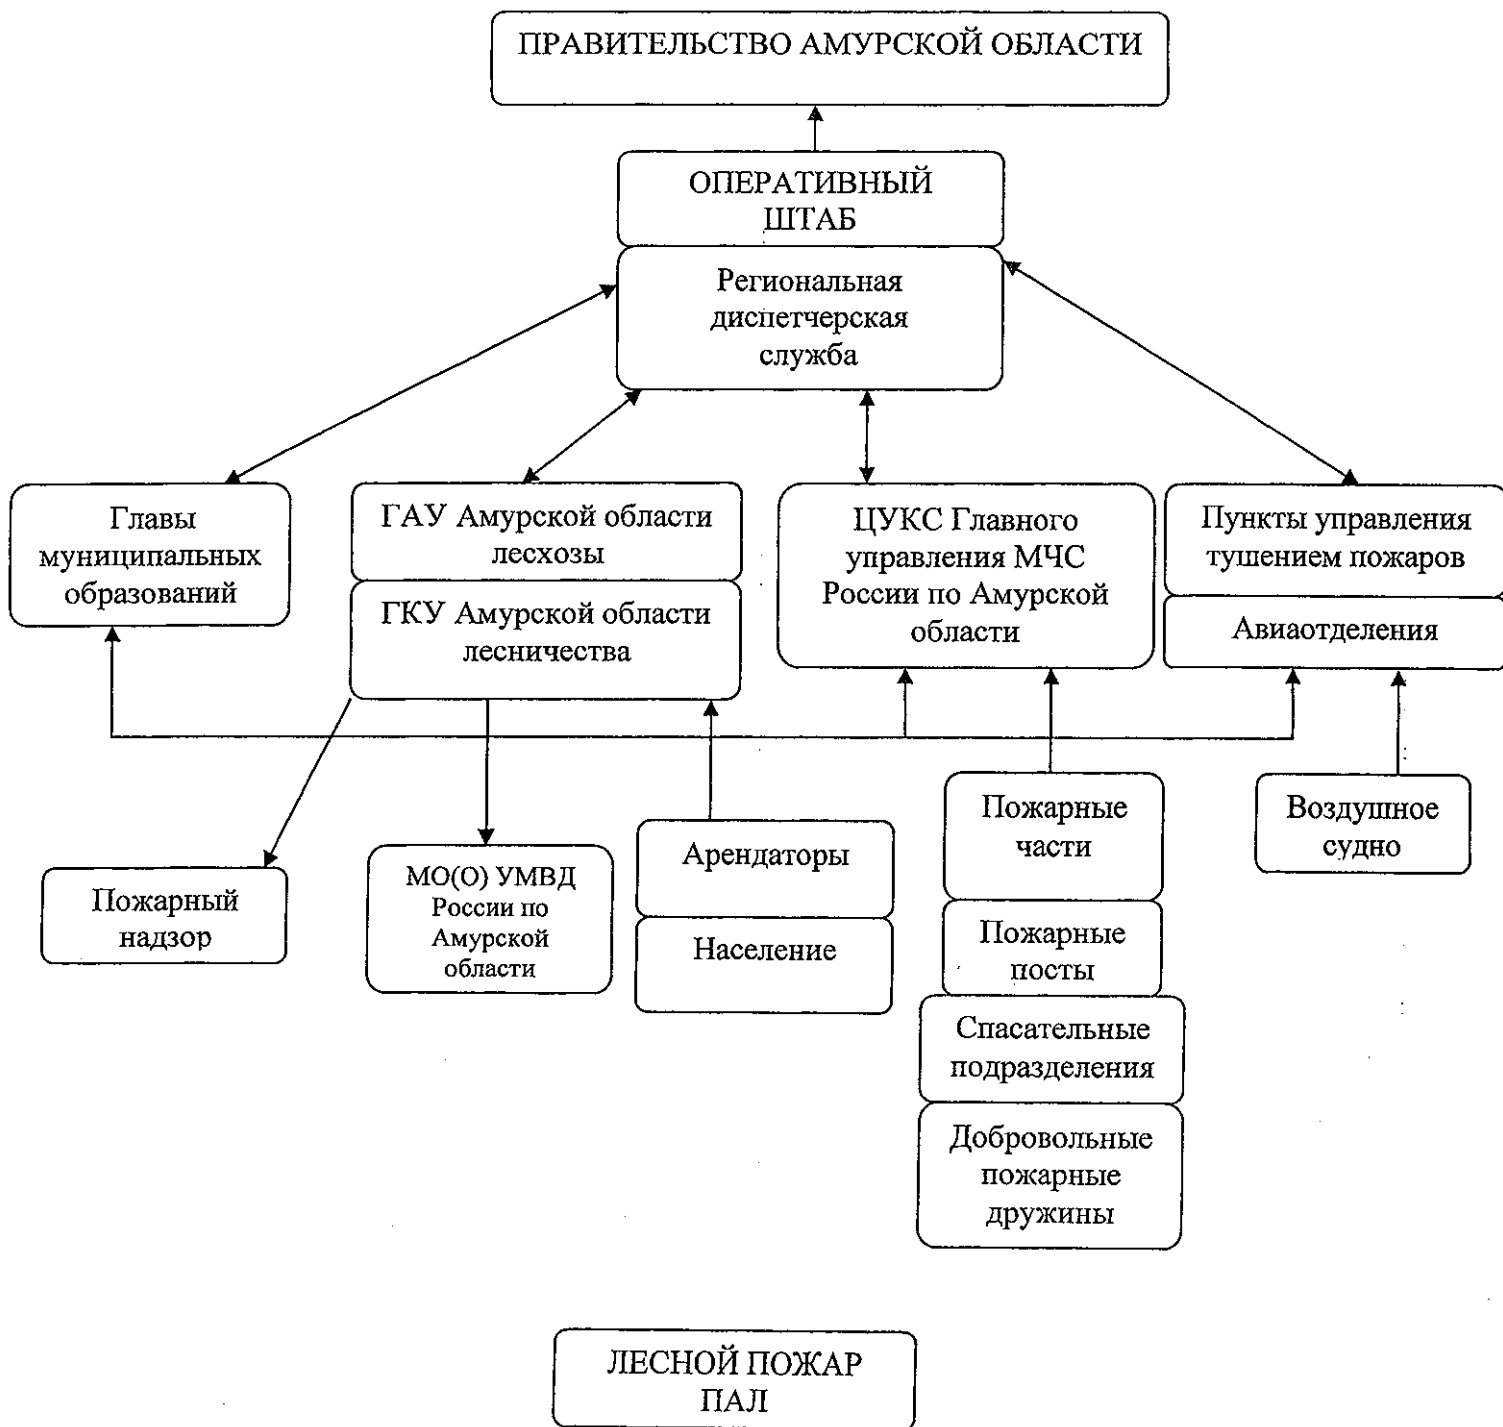 ПРАВИТЕЛЬСТВО АМУРСКОЙ ОБЛАСТИ
ОПЕРАТИВНЫЙ
ШТАБ
Региональная
диспетчерская
служба
Главы
муниципальных
образований
ГАУ Амурской области
лесхозы
ГКУ Амурской области
лесничества
ЦУКС Главного
управления МЧС
России по Амурской
области
Пункты управления
тушением пожаров
Авиаотделения
Пожарный
надзор
МО(О) УМВД
России по
Амурской
области
Арендаторы
Население
Пожарные
части
Пожарные
посты
Спасательные
подразделения
Добровольные
пожарные
дружины
Воздушное
судно
ЛЕСНОЙ ПОЖАР
ПАЛ